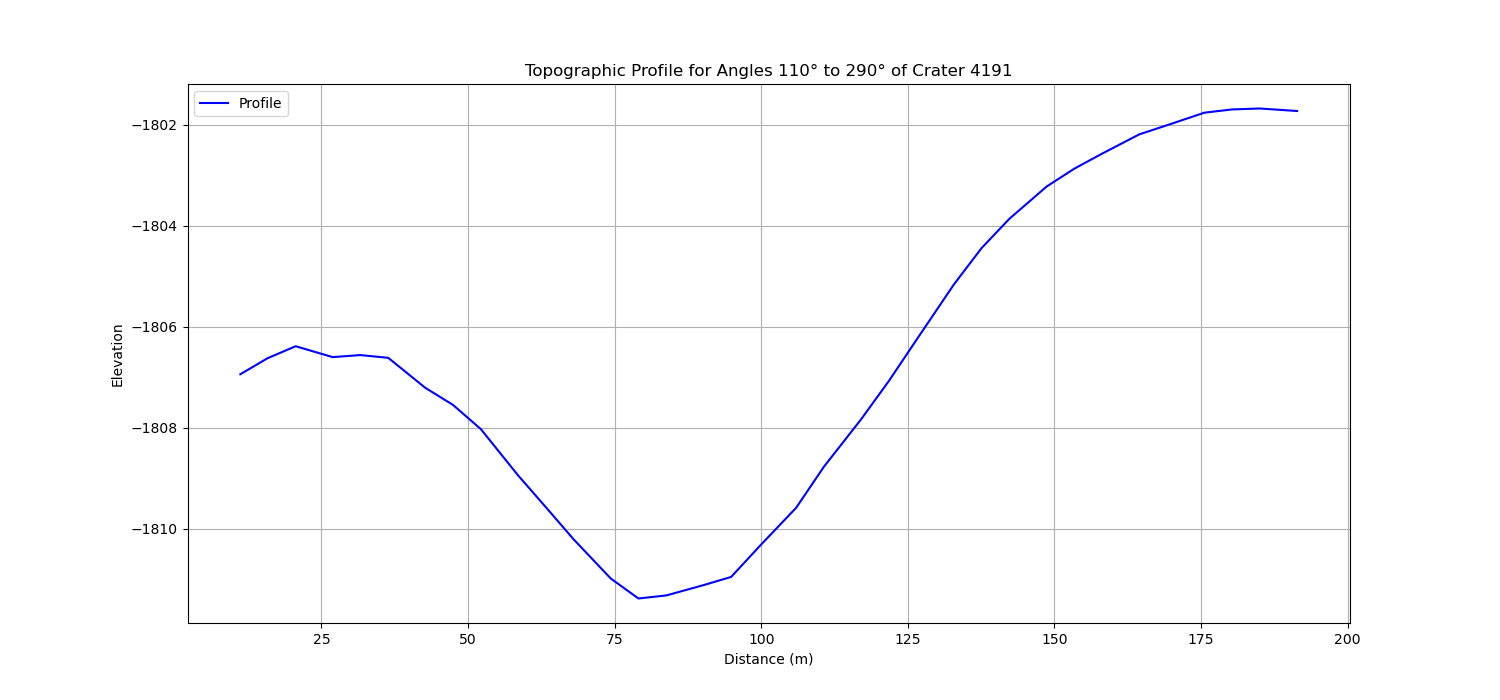 Topographic Profile for Angles 110° to 290° of Crater 4191
Profile
−1802
−1804
−1806
−1808
−1810
Elevation
25 50 75 100 125 150 175 200
Distance (m)